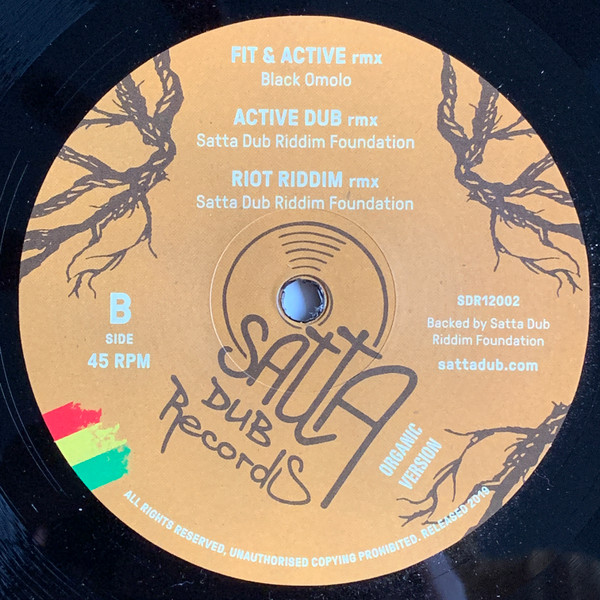 FIT & ACTIVE rmx
Black Omolo
ACTIVE DUB rmx
Satta Dub Riddim Foundation
RIOT RIDDIM rmx
Satta Dub Riddim Foundation
B
SIDE
45 RPM
SDR12002
Backed by Satta Dub
Riddim Foundation
sattadub.com
SATTA
DUB
RecordS
ORGANIC
VERSION
ALL RIGHTS RESERVED, UNAUTHORISED COPYING PROHIBITED. RELEASED 2019